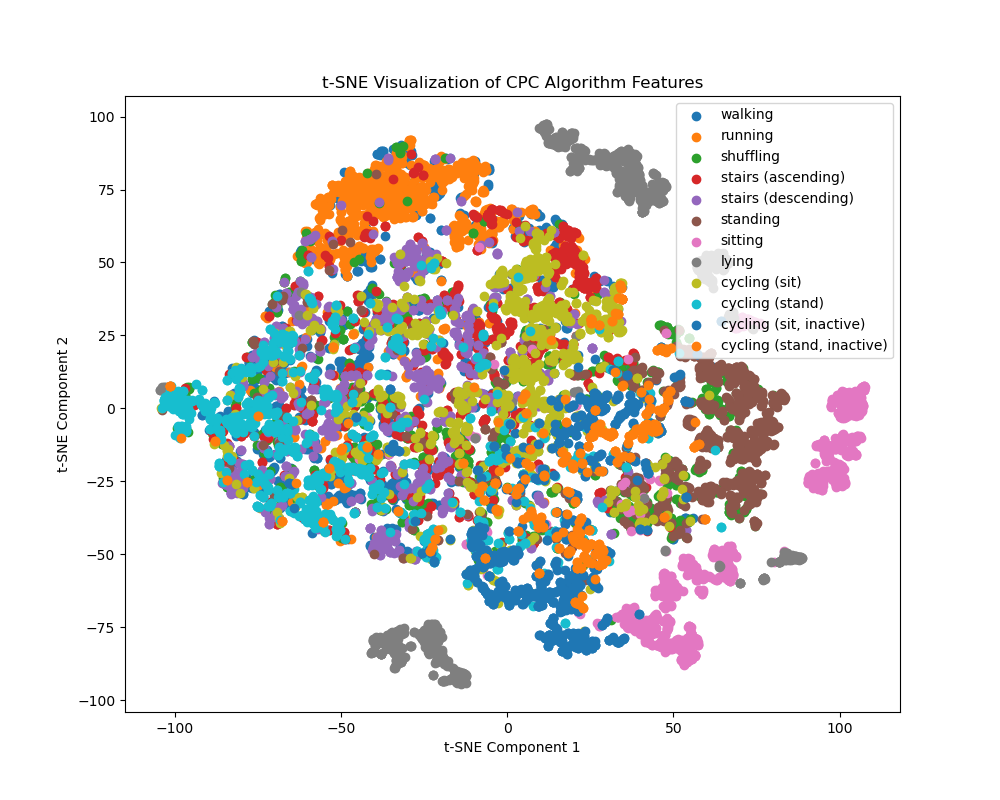 t-SNE Visualization of CPC Algorithm Features
walking
running
shuffling
stairs (ascending)
stairs (descending)
standing
sitting
lying
cycling (sit)
cycling (stand)
cycling (sit, inactive)
cycling (stand, inactive)
100
75
50
25
0
−25
−50
−75
−100
t-SNE Component 2
−100
−50
0
50
100
t-SNE Component 1